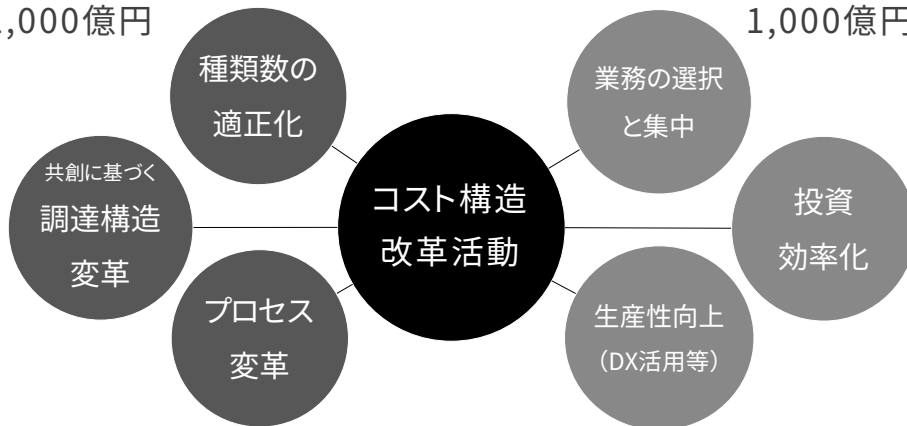 ,000億円
1,000億円
種類数の
適正化
業務の選択
と集中
共創に基づく
調達構造
変革
コスト構造
改革活動
投資
効率化
プロセス
変革
生産性向上
（DX活用等）